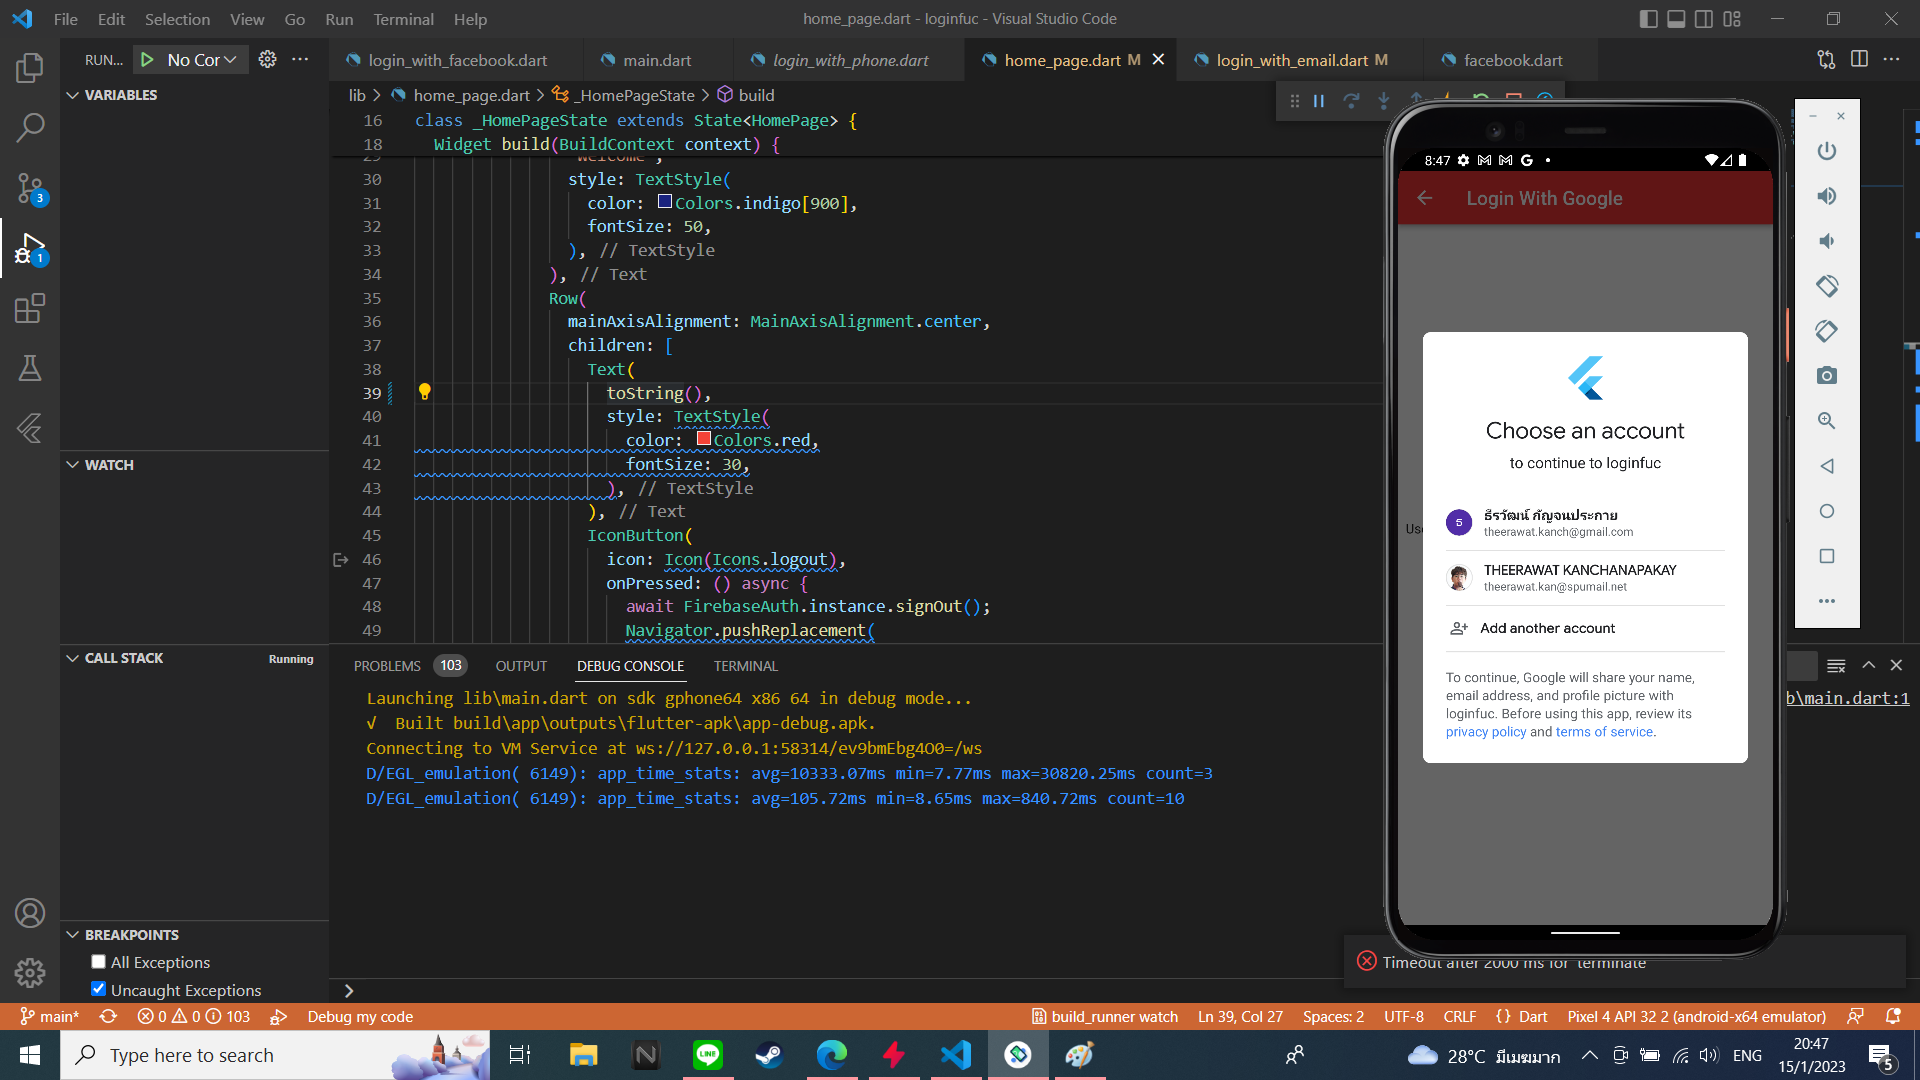 File Edit Selection View Go Run Terminal Help
home_page.dart - loginfuc - Visual Studio Code
RUN... No Cor
login_with_facebook.dart
main.dart
login_with_phone.dart
home_page.dart M
login_with_email.dart M
facebook.dart
VARIABLES
lib > home_page.dart > _HomePageState > build
16 class _HomePageState extends State<HomePage> {
18 Widget build(BuildContext context) {
29 "Welcome",
30 style: TextStyle(
31 color: Colors.indigo[900],
32 fontSize: 50,
33 ), // TextStyle
34 ), // Text
35 Row(
36 mainAxisAlignment: MainAxisAlignment.center,
37 children: [
38 Text(
39 toString(),
40 style: TextStyle(
41 color: Colors.red,
42 fontSize: 30,
43 ), // TextStyle
44 ), // Text
45 IconButton(
46 icon: Icon(Icons.logout),
47 onPressed: () async {
48 await FirebaseAuth.instance.signOut();
49 Navigator.pushReplacement(
3
1
WATCH
CALL STACK Running
BREAKPOINTS
All Exceptions
Uncaught Exceptions
PROBLEMS 103 OUTPUT DEBUG CONSOLE TERMINAL
Launching lib\main.dart on sdk gphone64 x86 64 in debug mode...
√ Built build\app\outputs\flutter-apk\app-debug.apk.
Connecting to VM Service at ws://127.0.0.1:58314/ev9bmEbg4O0=/ws
D/EGL_emulation( 6149): app_time_stats: avg=10333.07ms min=7.77ms max=30820.25ms count=3
D/EGL_emulation( 6149): app_time_stats: avg=105.72ms min=8.65ms max=840.72ms count=10
b\main.dart:1
8:47
Login With Google
Use
Choose an account
to continue to loginfuc
5
ธีรวัฒน์ กัญจนประกาย
theerawat.kanch@gmail.com
THEERAWAT KANCHANAPAKAY
theerawat.kan@spumail.net
Add another account
To continue, Google will share your name,
email address, and profile picture with
loginfuc. Before using this app, review its
privacy policy and terms of service.
Timeout after 2000 ms for 'terminate'
main* 0 0 103 Debug my code
build_runner watch Ln 39, Col 27 Spaces: 2 UTF-8 CRLF {} Dart Pixel 4 API 32 2 (android-x64 emulator)
Type here to search
LINE
28°C มีเมฆมาก
ENG
20:47
15/1/2023
5